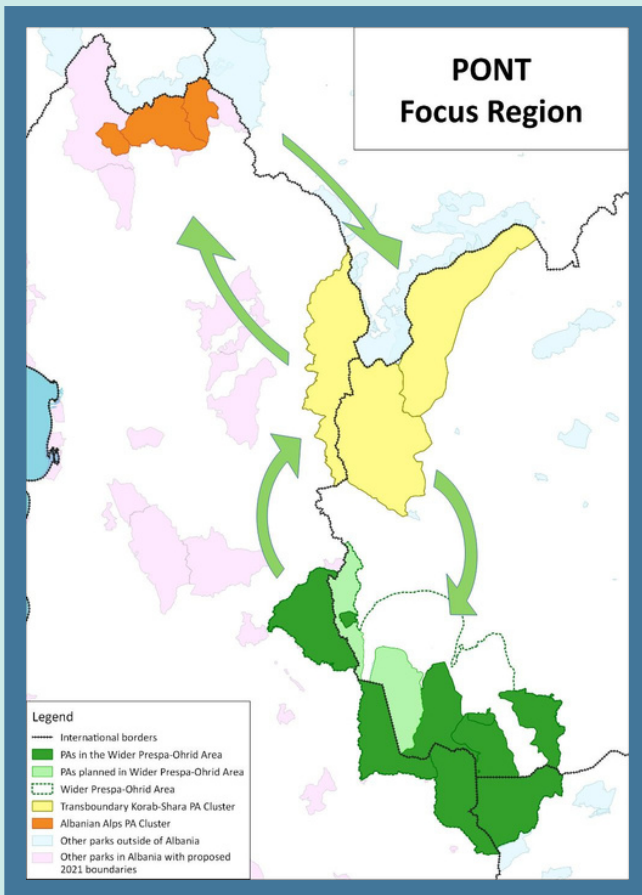 PONT
Focus Region
Legend
International borders
PAs in the Wider Prespa-Ohrid Area
PAs planned in Wider Prespa-Ohrid Area
Wider Prespa-Ohrid Area
Transboundary Korab-Shara PA Cluster
Albanian Alps PA Cluster
Other parks outside of Albania
Other parks in Albania with proposed
2021 boundaries